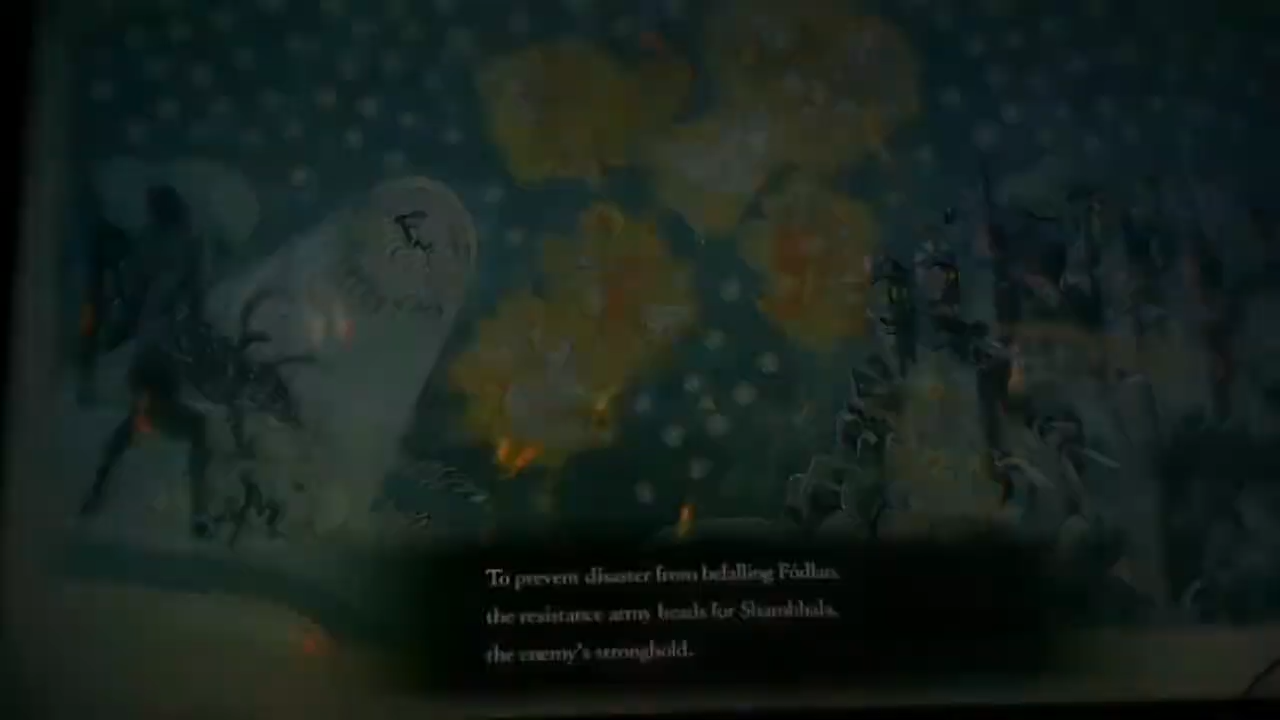 To prevent disaster from befalling Fódlan,
the resistance army heads for Shambhala,
the enemy's stronghold.